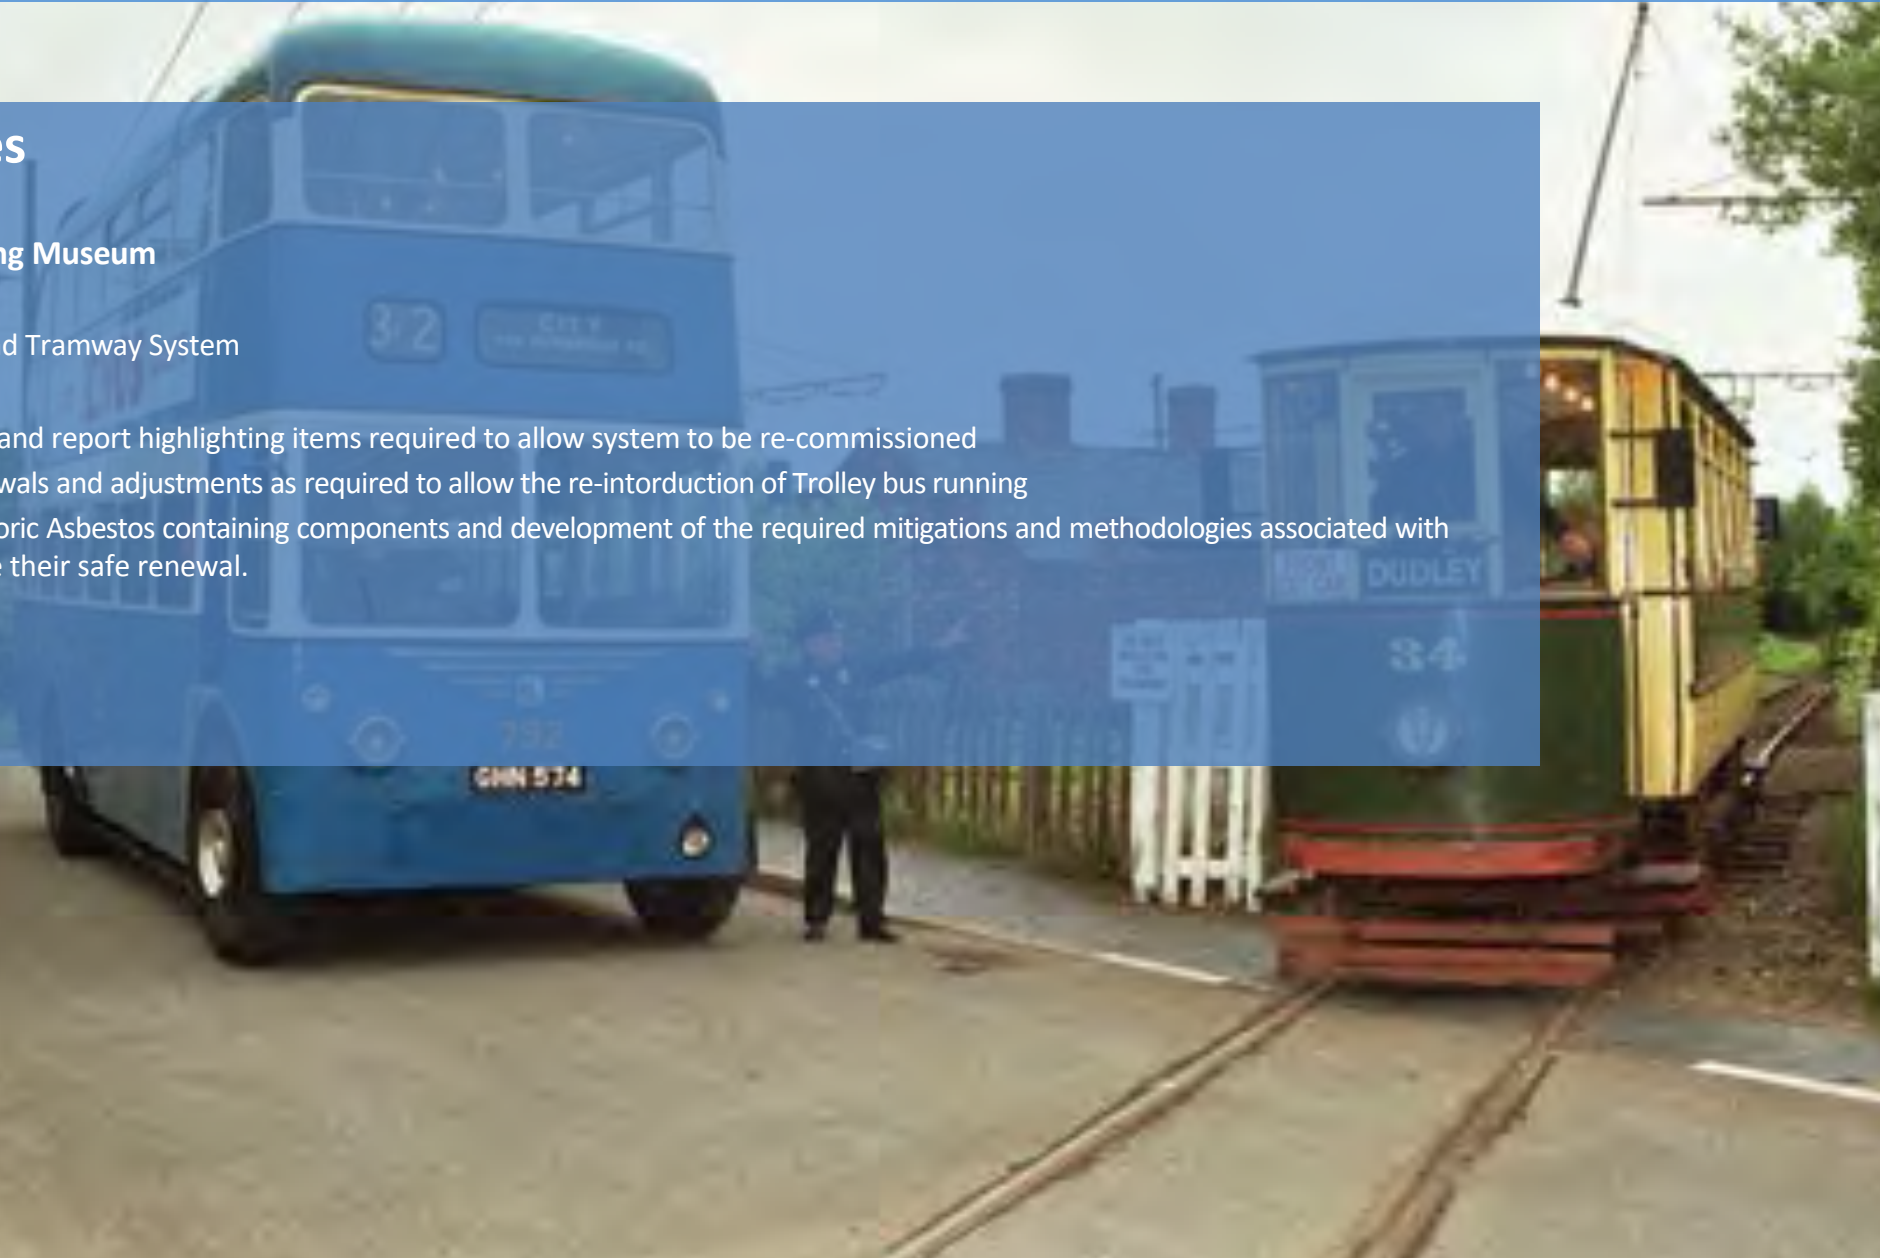 es
ng Museum
d Tramway System
and report highlighting items required to allow system to be re-commissioned
wals and adjustments as required to allow the re-intorduction of Trolley bus running
oric Asbestos containing components and development of the required mitigations and methodologies associated with
e their safe renewal.
CITY
DUDLEY
34
792
GHN 574